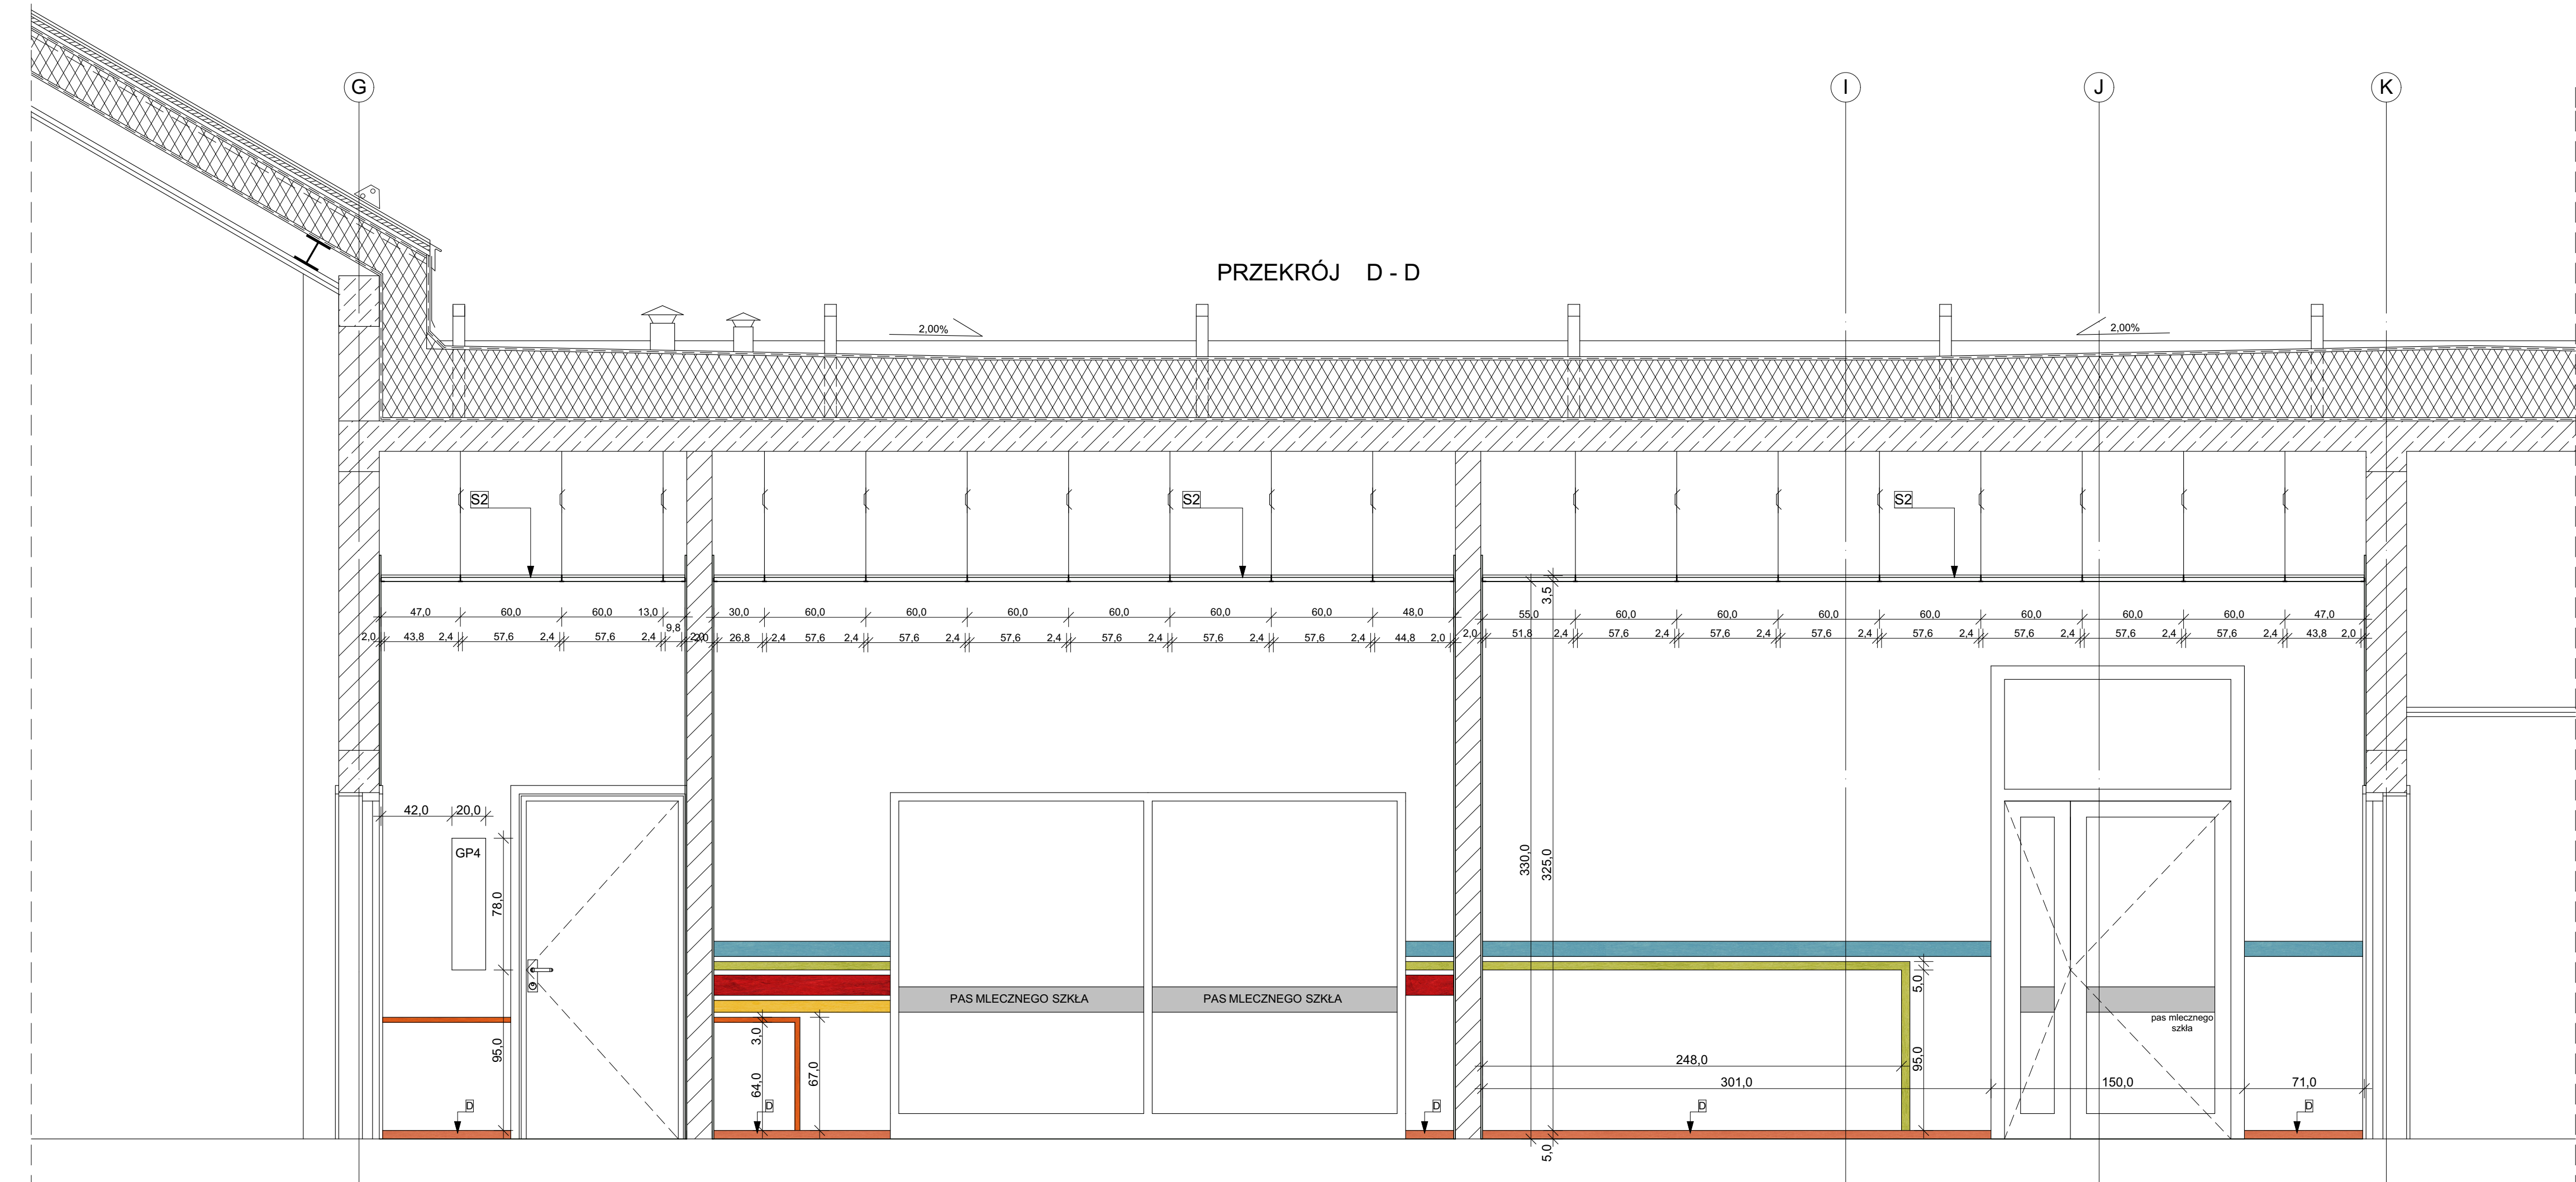 G
I
J
K
PRZEKRÓJ D - D
2,00%
2,00%
S2
S2
S2
47,0 60,0 60,0 13,0
30,0 60,0 60,0 60,0 60,0 60,0 60,0 48,0
55,0 60,0 60,0 60,0 60,0 60,0 60,0 60,0 47,0
9,8
2,0 43,8 2,4 57,6 2,4 57,6 2,4 2,0
2,0 26,8 2,4 57,6 2,4 57,6 2,4 57,6 2,4 57,6 2,4 57,6 2,4 57,6 2,4 44,8 2,0
2,0 51,8 2,4 57,6 2,4 57,6 2,4 57,6 2,4 57,6 2,4 57,6 2,4 57,6 2,4 57,6 2,4 43,8 2,0
3,5
330,0
325,0
5,0
42,0 20,0
GP4
78,0
95,0
D
3,0
64,0
67,0
D
PAS MLECZNEGO SZKŁA
PAS MLECZNEGO SZKŁA
D
248,0
301,0
150,0
71,0
5,0
95,0
D
pas mlecznego
szkła
D